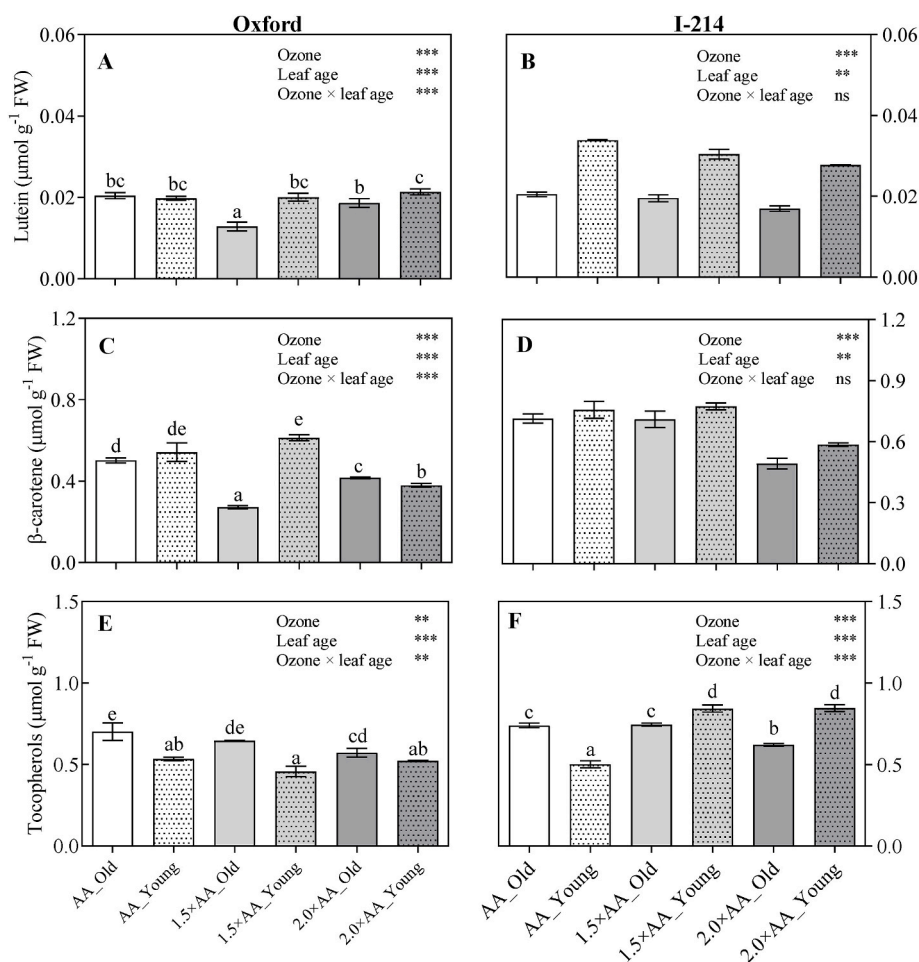 Oxford
I-214
Lutein (µmol g⁻¹ FW)
0.06
0.04
0.02
0.00
A
Ozone ***
Leaf age ***
Ozone × leaf age ***
bc bc a bc b c
B
Ozone ***
Leaf age **
Ozone × leaf age ns
0.06
0.04
0.02
0.00
β-carotene (µmol g⁻¹ FW)
1.2
0.8
0.4
0.0
C
Ozone ***
Leaf age ***
Ozone × leaf age ***
d de a e c b
D
Ozone ***
Leaf age **
Ozone × leaf age ns
1.2
0.9
0.6
0.3
0.0
Tocopherols (µmol g⁻¹ FW)
1.5
1.0
0.5
0.0
E
Ozone **
Leaf age ***
Ozone × leaf age **
e ab de a cd ab
F
Ozone ***
Leaf age ***
Ozone × leaf age ***
c a c d b d
1.5
1.0
0.5
0.0
AA_Old
AA_Young
1.5×AA_Old
1.5×AA_Young
2.0×AA_Old
2.0×AA_Young
AA_Old
AA_Young
1.5×AA_Old
1.5×AA_Young
2.0×AA_Old
2.0×AA_Young